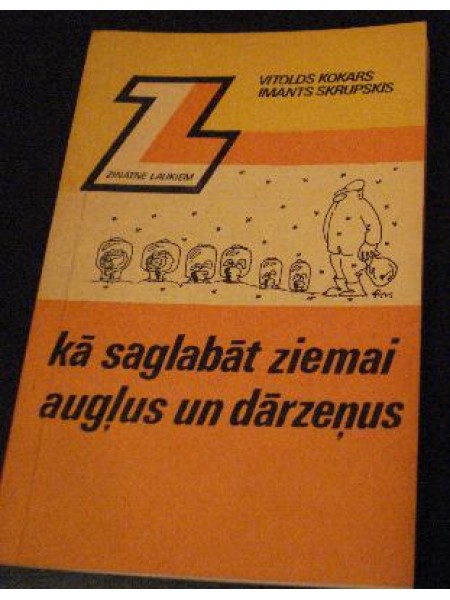 VITOLDS KOKARS
IMANTS SKRUPSKIS
ZINĀTNE LAUKIEM
kā saglabāt ziemai
augļus un dārzeņus